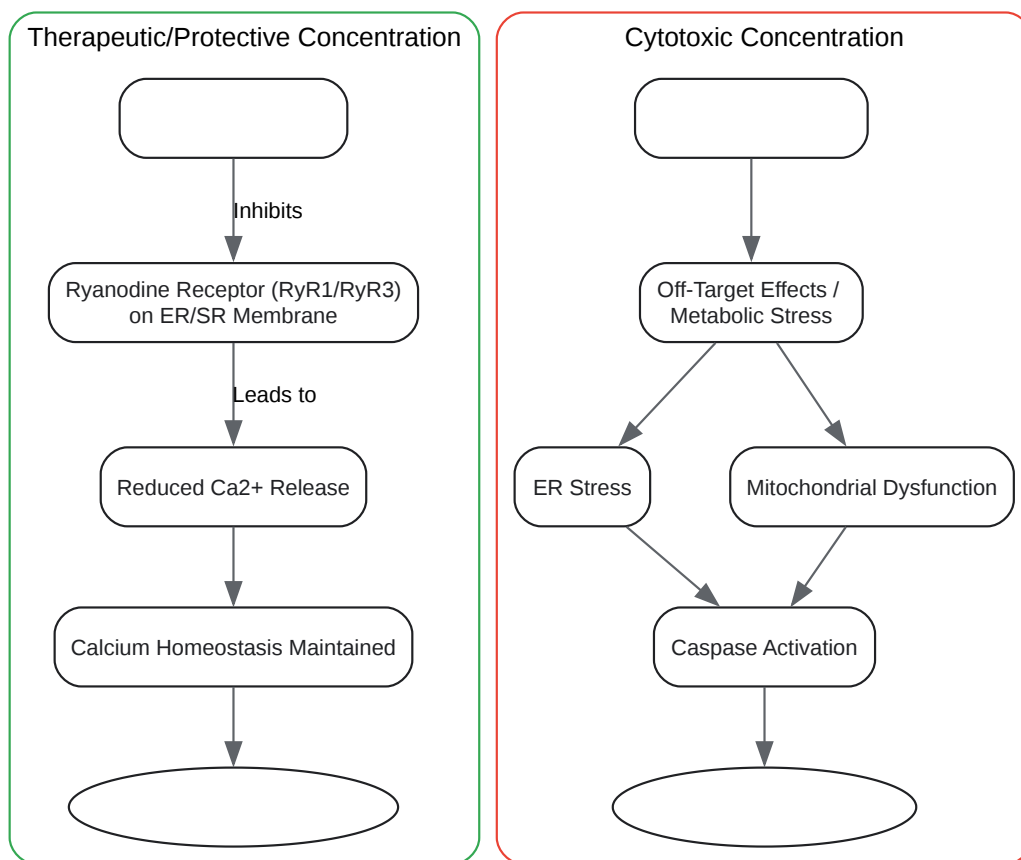 Therapeutic/Protective Concentration
Inhibits
Ryanodine Receptor (RyR1/RyR3)
on ER/SR Membrane
Leads to
Reduced Ca2+ Release
Calcium Homeostasis Maintained
Cytotoxic Concentration
Off-Target Effects /
Metabolic Stress
ER Stress
Mitochondrial Dysfunction
Caspase Activation